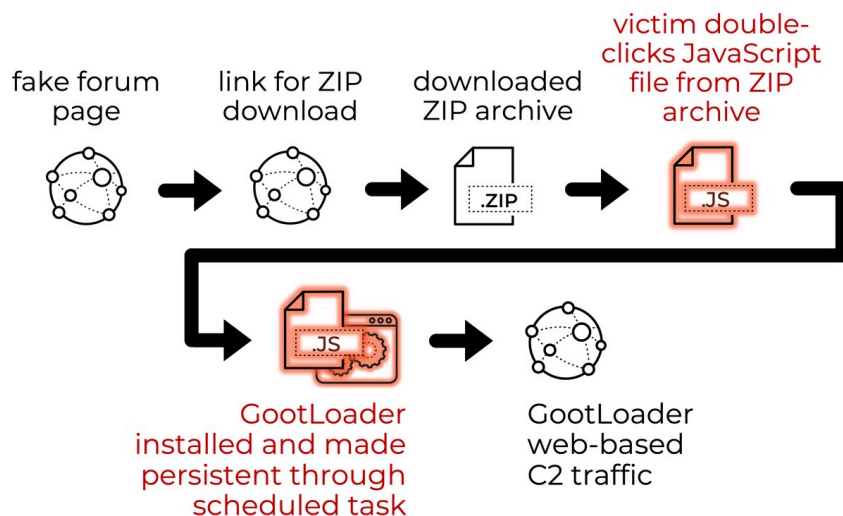 fake forum
page
link for ZIP
download
downloaded
ZIP archive
victim double-
clicks JavaScript
file from ZIP
archive
.ZIP
.JS
.JS
GootLoader
installed and made
persistent through
scheduled task
GootLoader
web-based
C2 traffic